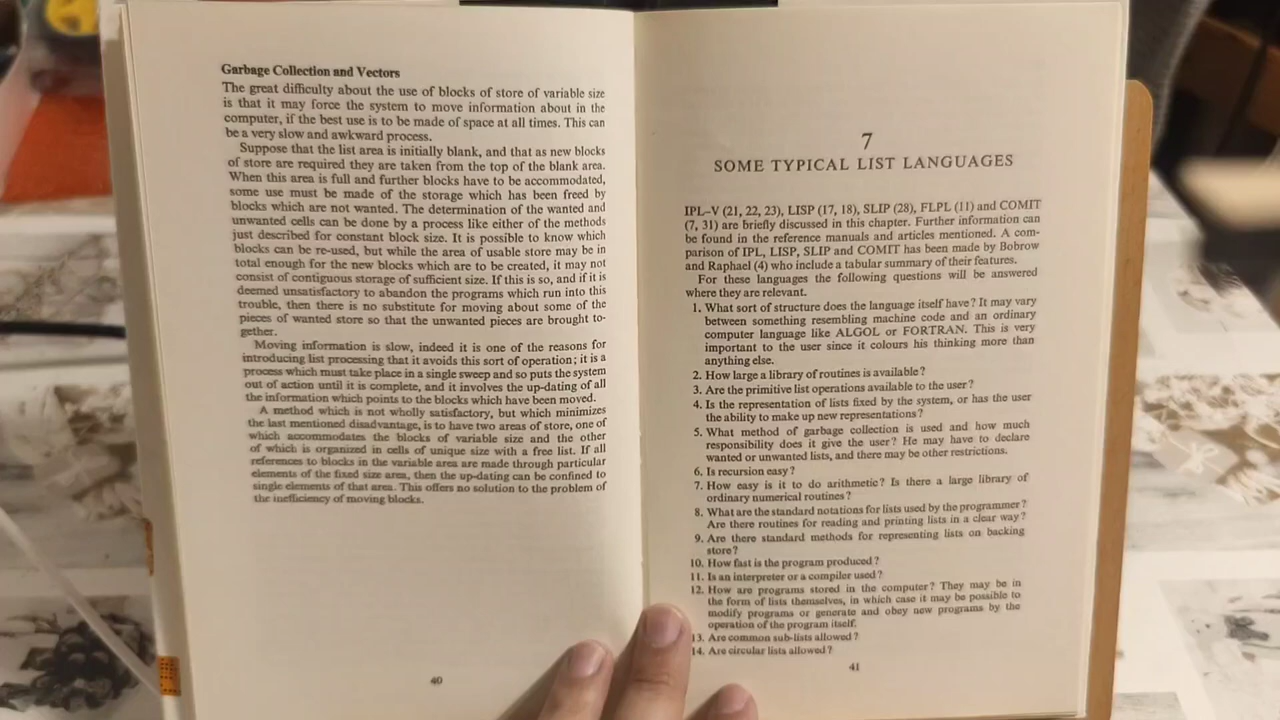 Garbage Collection and Vectors
The great difficulty about the use of blocks of store of variable size
is that it may force the system to move information about in the
computer, if the best use is to be made of space at all times. This can
be a very slow and awkward process.
Suppose that the list area is initially blank, and that as new blocks
of store are required they are taken from the top of the blank area.
When this area is full and further blocks have to be accommodated,
some use must be made of the storage which has been freed by
blocks which are not wanted. The determination of the wanted and
unwanted cells can be done by a process like either of the methods
just described for constant block size. It is possible to know which
blocks can be re-used, but while the area of usable store may be in
total enough for the new blocks which are to be created, it may not
consist of contiguous storage of sufficient size. If this is so, and if it is
deemed unsatisfactory to abandon the programs which run into this
trouble, then there is no substitute for moving about some of the
pieces of wanted store so that the unwanted pieces are brought to-
gether.
Moving information is slow, indeed it is one of the reasons for
introducing list processing that it avoids this sort of operation; it is a
process which must take place in a single sweep and so puts the system
out of action until it is complete, and it involves the up-dating of all
the information which points to the blocks which have been moved.
A method which is not wholly satisfactory, but which minimizes
the last mentioned disadvantage, is to have two areas of store, one of
which accommodates the blocks of variable size and the other
of which is organized in cells of unique size with a free list. If all
references to blocks in the variable area are made through particular
elements of the fixed size area, then the up-dating can be confined to
single elements of that area. This offers no solution to the problem of
the inefficiency of moving blocks.
40
7
SOME TYPICAL LIST LANGUAGES
IPL–V (21, 22, 23), LISP (17, 18), SLIP (28), FLPL (11) and COMIT
(7, 31) are briefly discussed in this chapter. Further information can
be found in the reference manuals and articles mentioned. A com-
parison of IPL, LISP, SLIP and COMIT has been made by Bobrow
and Raphael (4) who include a tabular summary of their features.
For these languages the following questions will be answered
where they are relevant.
1. What sort of structure does the language itself have? It may vary
between something resembling machine code and an ordinary
computer language like ALGOL or FORTRAN. This is very
important to the user since it colours his thinking more than
anything else.
2. How large a library of routines is available?
3. Are the primitive list operations available to the user?
4. Is the representation of lists fixed by the system, or has the user
the ability to make up new representations?
5. What method of garbage collection is used and how much
responsibility does it give the user? He may have to declare
wanted or unwanted lists, and there may be other restrictions.
6. Is recursion easy?
7. How easy is it to do arithmetic? Is there a large library of
ordinary numerical routines?
8. What are the standard notations for lists used by the programmer?
Are there routines for reading and printing lists in a clear way?
9. Are there standard methods for representing lists on backing
store?
10. How fast is the program produced?
11. Is an interpreter or a compiler used?
12. How are programs stored in the computer? They may be in
the form of lists themselves, in which case it may be possible to
modify programs or generate and obey new programs by the
operation of the program itself.
13. Are common sub-lists allowed?
14. Are circular lists allowed?
41